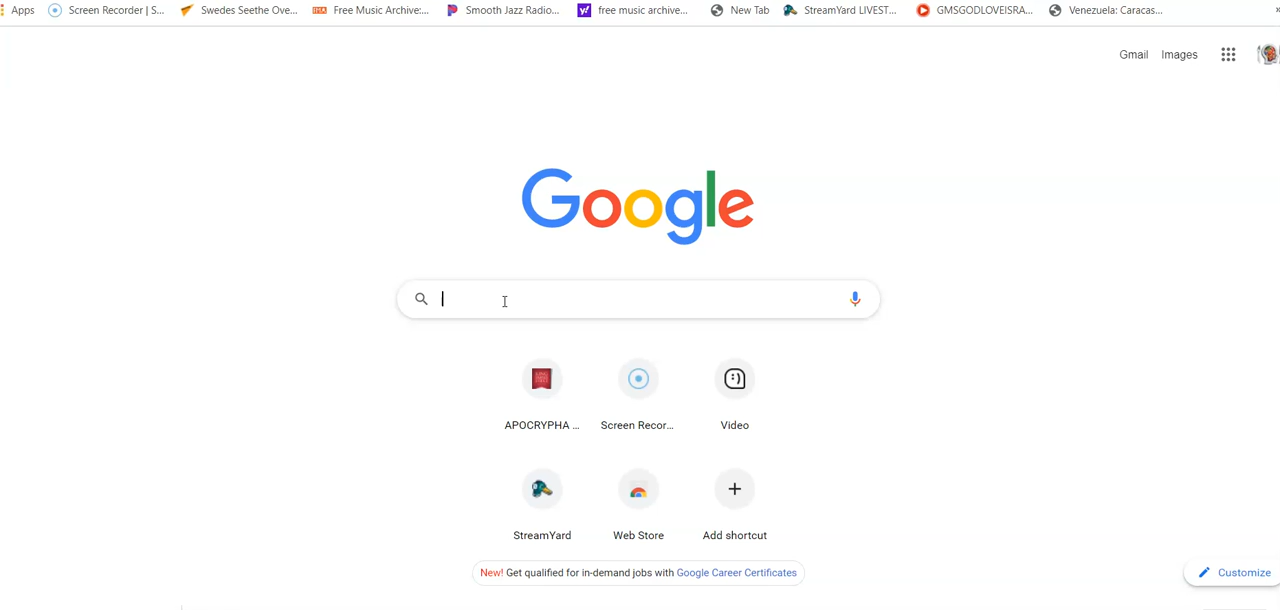 Apps Screen Recorder | S... Swedes Seethe Ove... Free Music Archive:... Smooth Jazz Radio... free music archive... New Tab StreamYard LIVEST... GMSGODLOVEISRA... Venezuela: Caracas...
Gmail Images
Google
APOCRYPHA ... Screen Recor... Video
StreamYard Web Store Add shortcut
New! Get qualified for in-demand jobs with Google Career Certificates
Customize